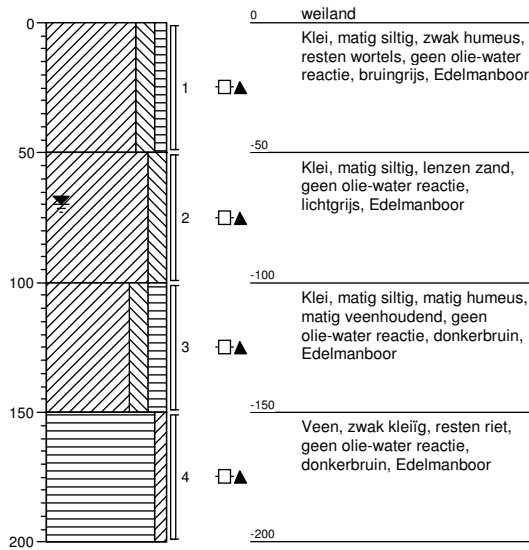 0
50
100
150
200
1
2
3
4
0 weiland
Klei, matig siltig, zwak humeus,
resten wortels, geen olie-water
reactie, bruingrijs, Edelmanboor
-50
Klei, matig siltig, lenzen zand,
geen olie-water reactie,
lichtgrijs, Edelmanboor
-100
Klei, matig siltig, matig humeus,
matig veenhoudend, geen
olie-water reactie, donkerbruin,
Edelmanboor
-150
Veen, zwak kleiïg, resten riet,
geen olie-water reactie,
donkerbruin, Edelmanboor
-200